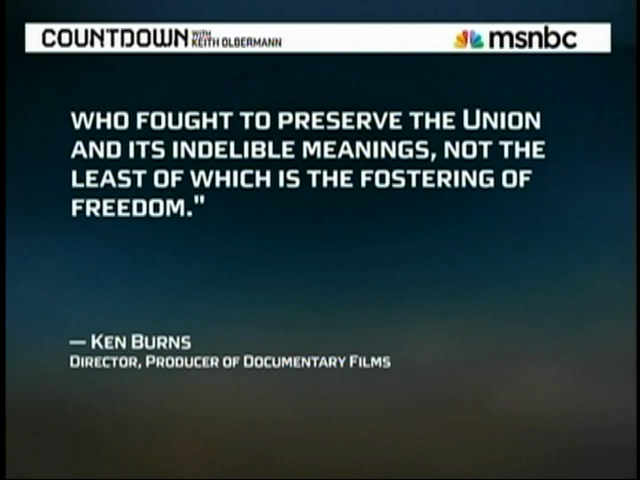 COUNTDOWN WITH KEITH OLBERMANN
msnbc
WHO FOUGHT TO PRESERVE THE UNION
AND ITS INDELIBLE MEANINGS, NOT THE
LEAST OF WHICH IS THE FOSTERING OF
FREEDOM."
— KEN BURNS
DIRECTOR, PRODUCER OF DOCUMENTARY FILMS